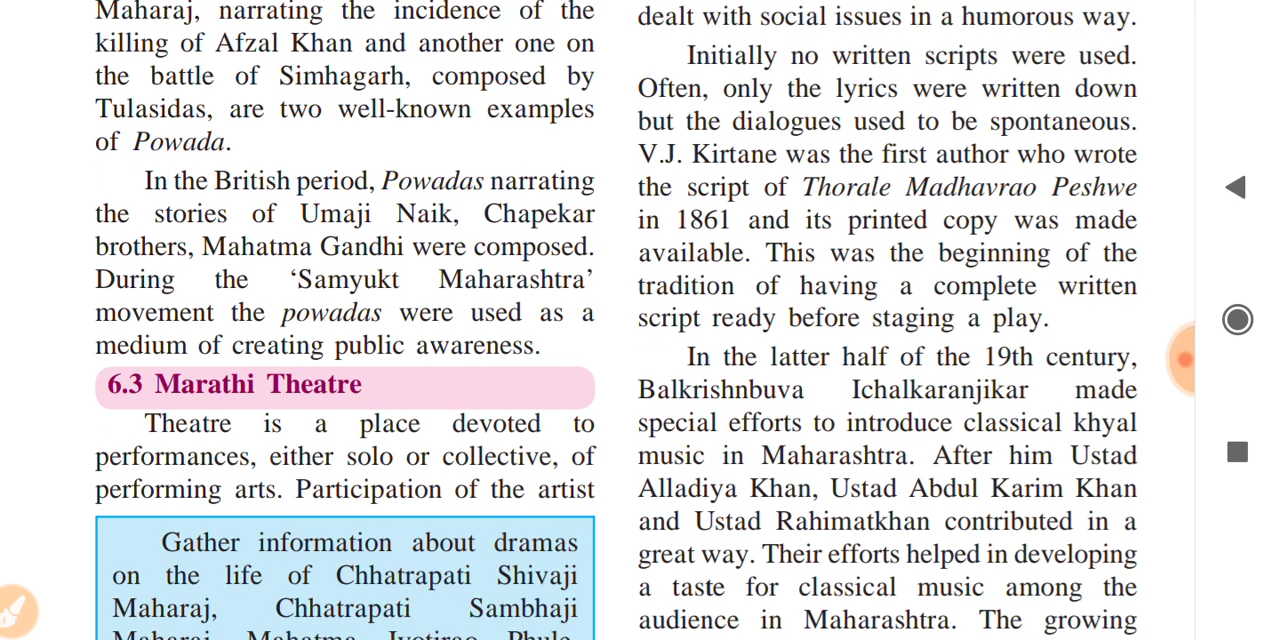 Maharaj, narrating the incidence of the
killing of Afzal Khan and another one on
the battle of Simhagarh, composed by
Tulasidas, are two well-known examples
of Powada.
In the British period, Powadas narrating
the stories of Umaji Naik, Chapekar
brothers, Mahatma Gandhi were composed.
During the ‘Samyukt Maharashtra’
movement the powadas were used as a
medium of creating public awareness.
6.3 Marathi Theatre
Theatre is a place devoted to
performances, either solo or collective, of
performing arts. Participation of the artist
Gather information about dramas
on the life of Chhatrapati Shivaji
Maharaj, Chhatrapati Sambhaji
Maharaj, Mahatma Jyotirao Phule,
dealt with social issues in a humorous way.
Initially no written scripts were used.
Often, only the lyrics were written down
but the dialogues used to be spontaneous.
V.J. Kirtane was the first author who wrote
the script of Thorale Madhavrao Peshwe
in 1861 and its printed copy was made
available. This was the beginning of the
tradition of having a complete written
script ready before staging a play.
In the latter half of the 19th century,
Balkrishnbuva Ichalkaranjikar made
special efforts to introduce classical khyal
music in Maharashtra. After him Ustad
Alladiya Khan, Ustad Abdul Karim Khan
and Ustad Rahimatkhan contributed in a
great way. Their efforts helped in developing
a taste for classical music among the
audience in Maharashtra. The growing